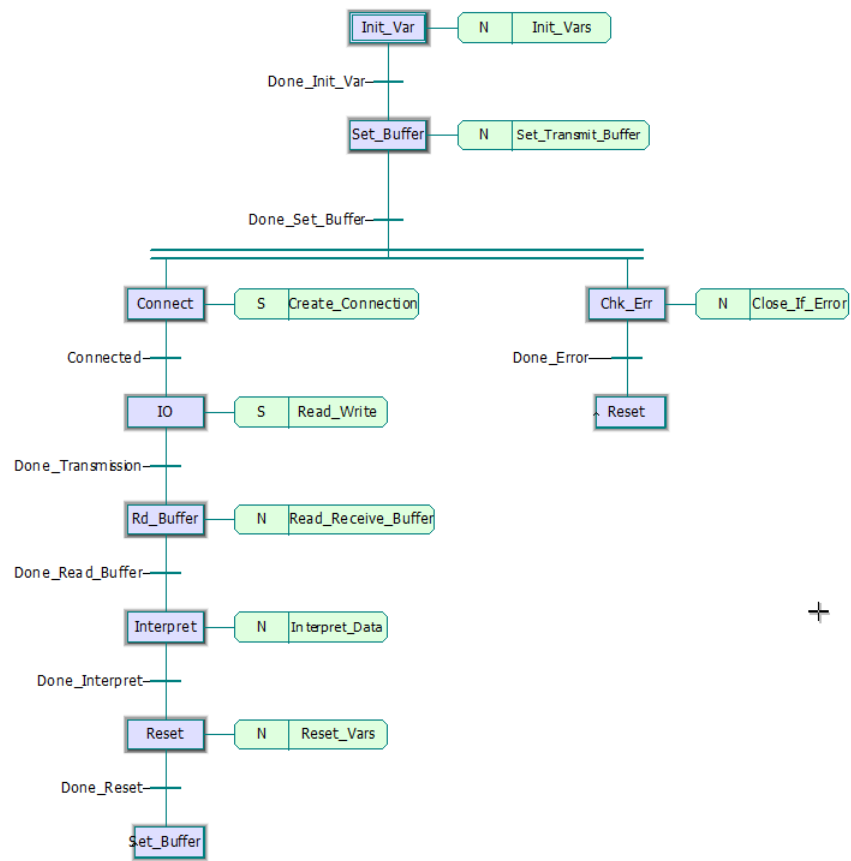 Init_Var N Init_Vars
Done_Init_Var
Set_Buffer N Set_Transmit_Buffer
Done_Set_Buffer
Connect S Create_Connection
Chk_Err N Close_If_Error
Connected
Done_Error
IO S Read_Write
Reset
Done_Transmission
Rd_Buffer N Read_Receive_Buffer
Done_Read_Buffer
Interpret N Interpret_Data
Done_Interpret
Reset N Reset_Vars
Done_Reset
Set_Buffer